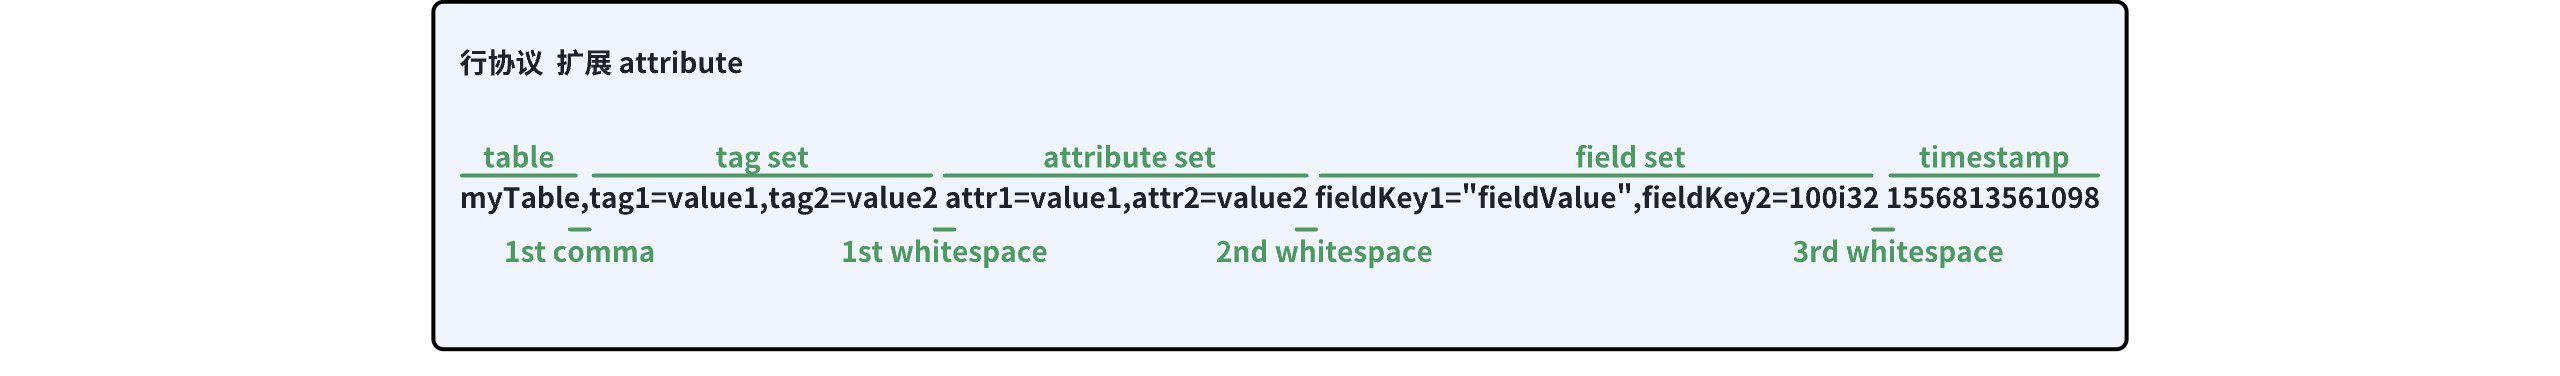 行协议 扩展 attribute
table tag set attribute set field set timestamp
myTable,tag1=value1,tag2=value2 attr1=value1,attr2=value2 fieldKey1="fieldValue",fieldKey2=100i32 1556813561098
1st comma 1st whitespace 2nd whitespace 3rd whitespace